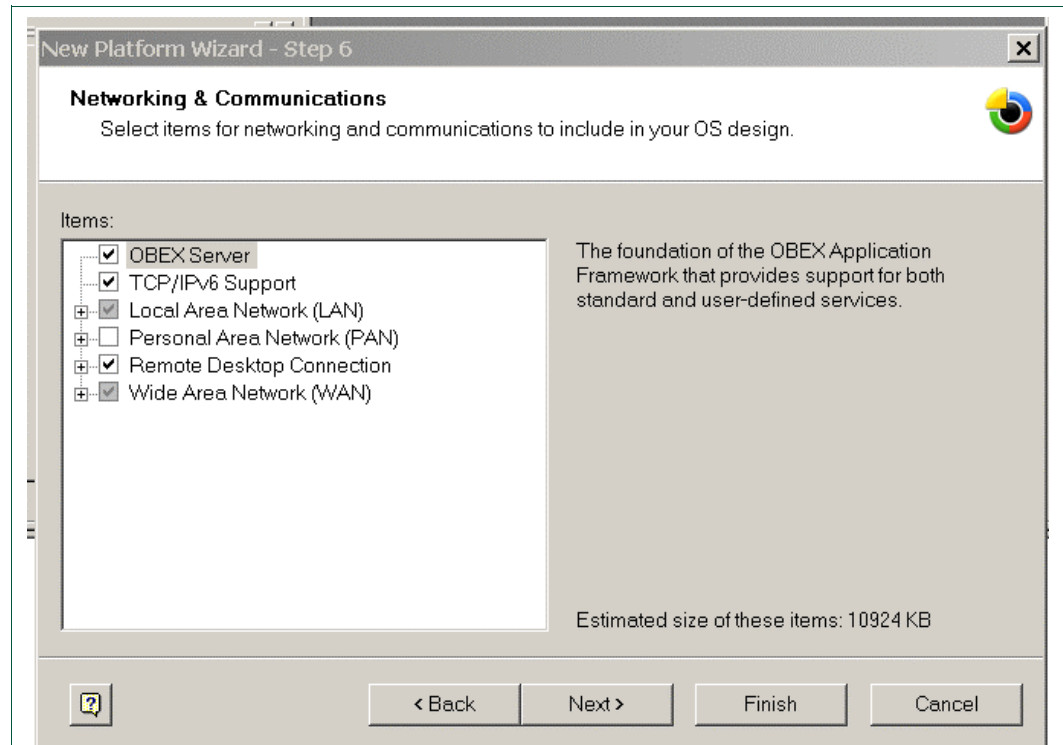 New Platform Wizard - Step 6
Networking & Communications
Select items for networking and communications to include in your OS design.
Items:
OBEX Server
TCP/IPv6 Support
Local Area Network (LAN)
Personal Area Network (PAN)
Remote Desktop Connection
Wide Area Network (WAN)
The foundation of the OBEX Application
Framework that provides support for both
standard and user-defined services.
Estimated size of these items: 10924 KB
?
< Back
Next >
Finish
Cancel